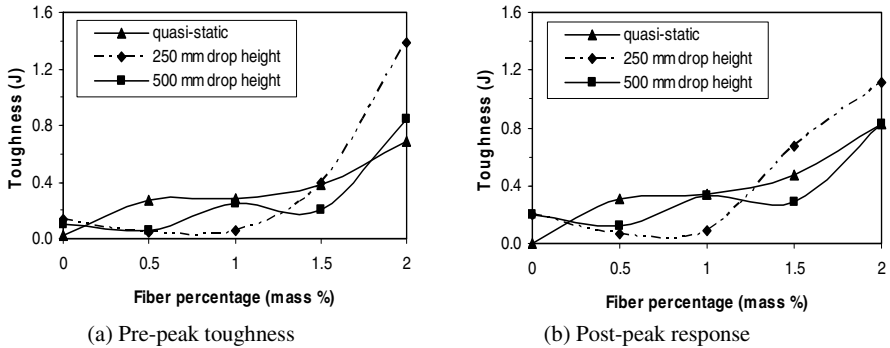 1.6
1.2
0.8
0.4
0.0
Toughness (J)
quasi-static
250 mm drop height
500 mm drop height
0 0.5 1 1.5 2
Fiber percentage (mass %)
(a) Pre-peak toughness
1.6
1.2
0.8
0.4
0.0
Toughness (J)
quasi-static
250 mm drop height
500 mm drop height
0 0.5 1 1.5 2
Fiber percentage (mass %)
(b) Post-peak response